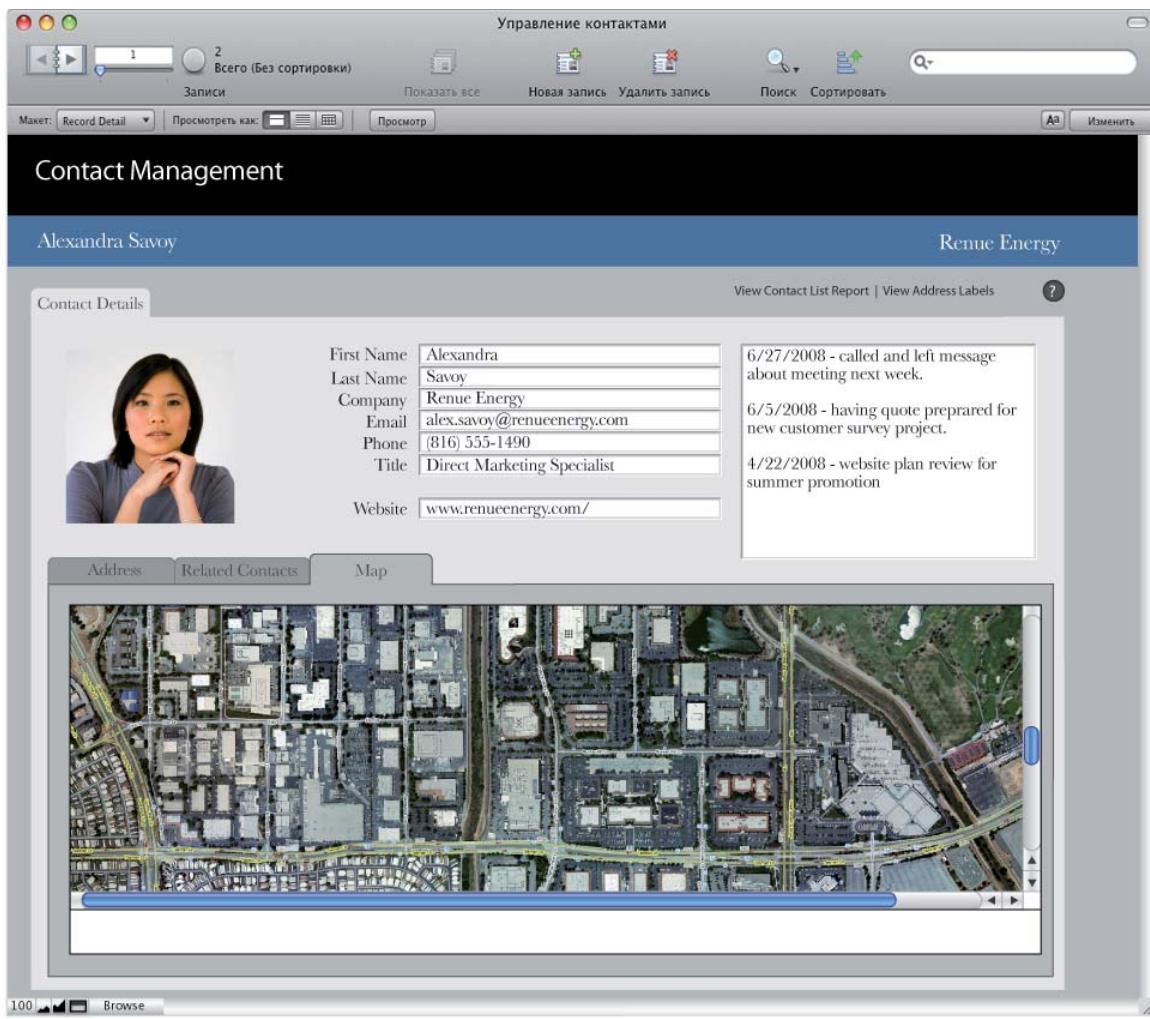 Управление контактами
1
2
Всего (Без сортировки)
Записи
Показать все
Новая запись
Удалить запись
Поиск
Сортировать
Макет:
Record Detail
Просмотреть как:
Просмотр
Aa
Изменить
Contact Management
Alexandra Savoy
Renue Energy
View Contact List Report | View Address Labels
?
Contact Details
First Name
Alexandra
Last Name
Savoy
Company
Renue Energy
Email
alex.savoy@renueenergy.com
Phone
(816) 555-1490
Title
Direct Marketing Specialist
Website
www.renueenergy.com/
6/27/2008 - called and left message
about meeting next week.
6/5/2008 - having quote preprared for
new customer survey project.
4/22/2008 - website plan review for
summer promotion
Address
Related Contacts
Map
100
Browse